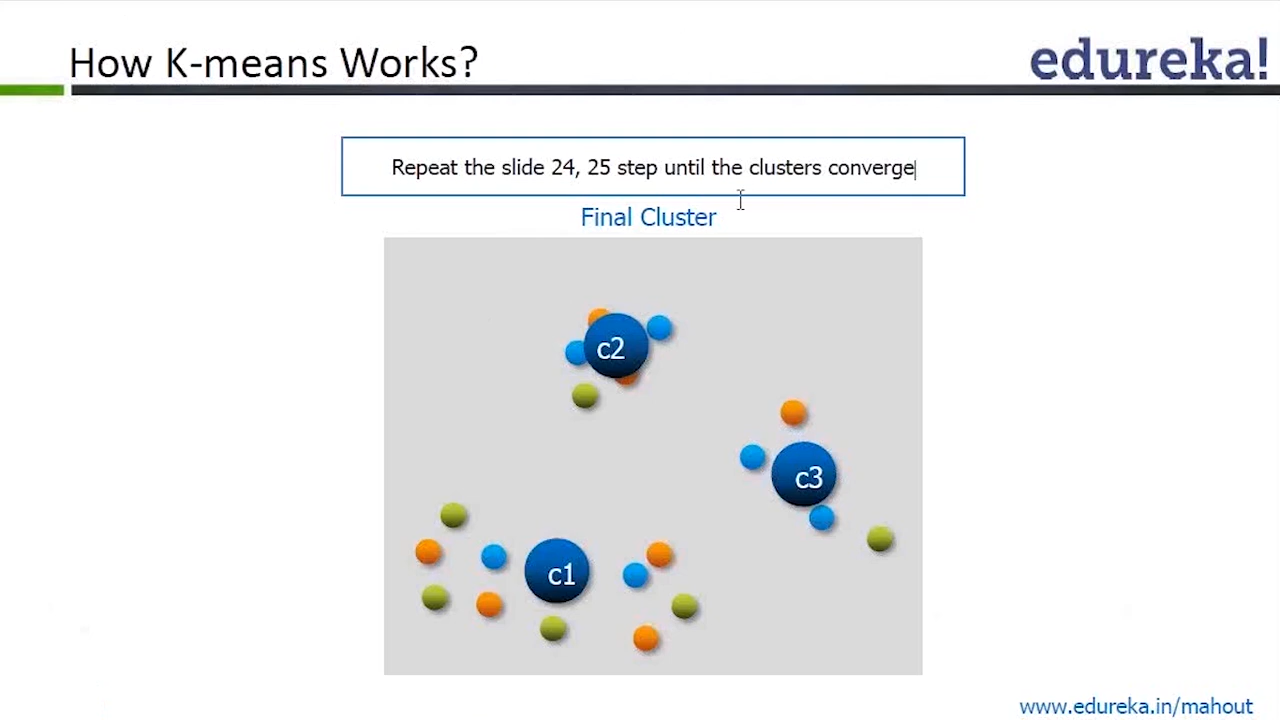 How K-means Works?
edureka!
Repeat the slide 24, 25 step until the clusters converge
Final Cluster
c2
c3
c1
www.edureka.in/mahout